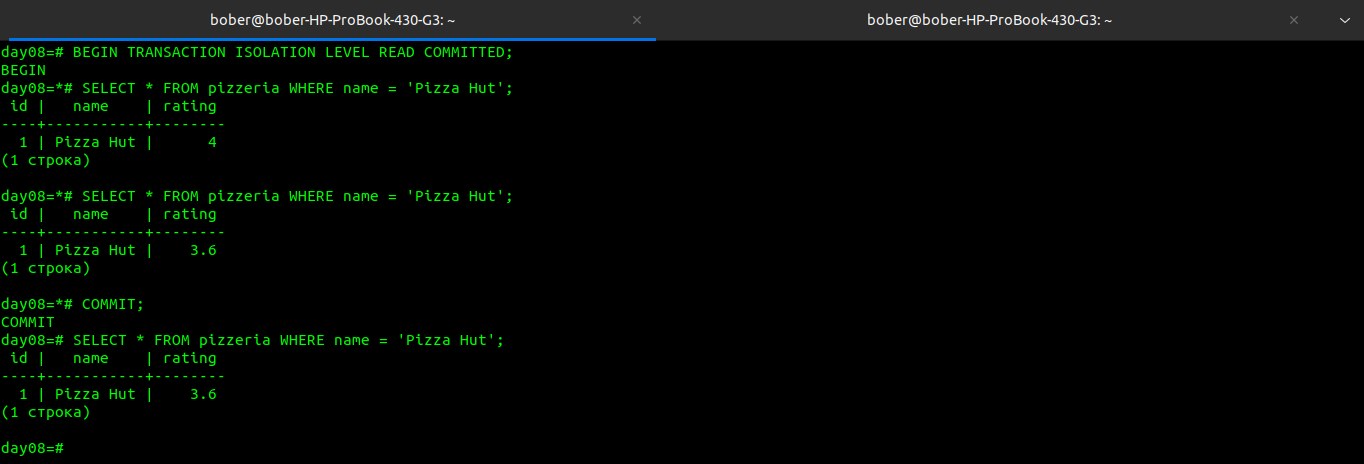 bober@bober-HP-ProBook-430-G3: ~ × bober@bober-HP-ProBook-430-G3: ~ ×
day08=# BEGIN TRANSACTION ISOLATION LEVEL READ COMMITTED;
BEGIN
day08=*# SELECT * FROM pizzeria WHERE name = 'Pizza Hut';
 id |   name    | rating
----+-----------+--------
  1 | Pizza Hut |      4
(1 строка)

day08=*# SELECT * FROM pizzeria WHERE name = 'Pizza Hut';
 id |   name    | rating
----+-----------+--------
  1 | Pizza Hut |    3.6
(1 строка)

day08=*# COMMIT;
COMMIT
day08=# SELECT * FROM pizzeria WHERE name = 'Pizza Hut';
 id |   name    | rating
----+-----------+--------
  1 | Pizza Hut |    3.6
(1 строка)

day08=#